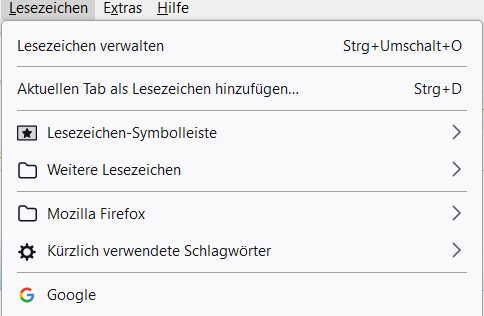 Lesezeichen Extras Hilfe
Lesezeichen verwalten Strg+Umschalt+O
Aktuellen Tab als Lesezeichen hinzufügen... Strg+D
Lesezeichen-Symbolleiste
Weitere Lesezeichen
Mozilla Firefox
Kürzlich verwendete Schlagwörter
Google